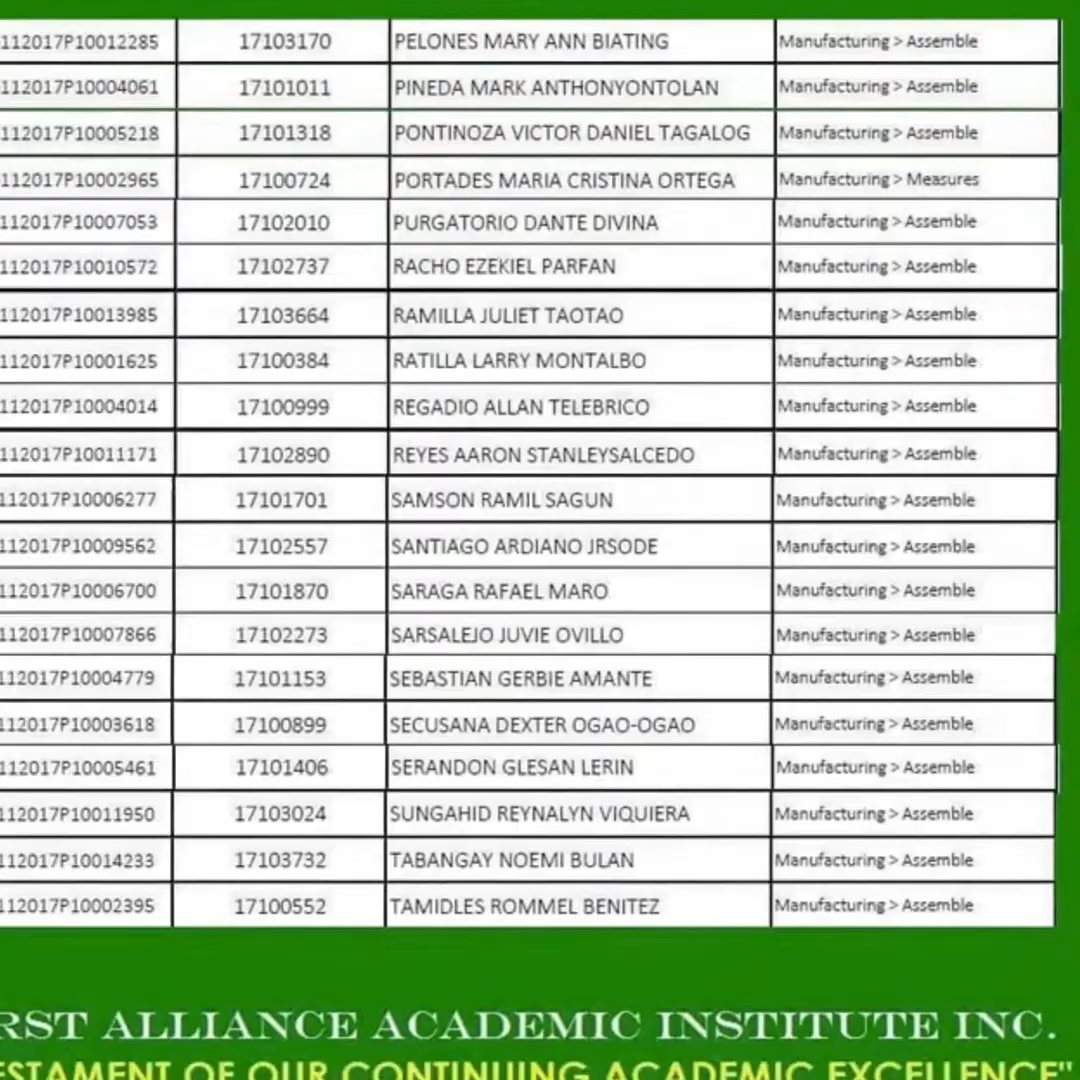 112017P10012285 17103170 PELONES MARY ANN BIATING Manufacturing > Assemble
112017P10004061 17101011 PINEDA MARK ANTHONYONTOLAN Manufacturing > Assemble
112017P10005218 17101318 PONTINOZA VICTOR DANIEL TAGALOG Manufacturing > Assemble
112017P10002965 17100724 PORTADES MARIA CRISTINA ORTEGA Manufacturing > Measures
112017P10007053 17102010 PURGATORIO DANTE DIVINA Manufacturing > Assemble
112017P10010572 17102737 RACHO EZEKIEL PARFAN Manufacturing > Assemble
112017P10013985 17103664 RAMILLA JULIET TAOTAO Manufacturing > Assemble
112017P10001625 17100384 RATILLA LARRY MONTALBO Manufacturing > Assemble
112017P10004014 17100999 REGADIO ALLAN TELEBRICO Manufacturing > Assemble
112017P10011171 17102890 REYES AARON STANLEYSALCEDO Manufacturing > Assemble
112017P10006277 17101701 SAMSON RAMIL SAGUN Manufacturing > Assemble
112017P10009562 17102557 SANTIAGO ARDIANO JRSODE Manufacturing > Assemble
112017P10006700 17101870 SARAGA RAFAEL MARO Manufacturing > Assemble
112017P10007866 17102273 SARSALEJO JUVIE OVILLO Manufacturing > Assemble
112017P10004779 17101153 SEBASTIAN GERBIE AMANTE Manufacturing > Assemble
112017P10003618 17100899 SECUSANA DEXTER OGAO-OGAO Manufacturing > Assemble
112017P10005461 17101406 SERANDON GLESAN LERIN Manufacturing > Assemble
112017P10011950 17103024 SUNGAHID REYNALYN VIQUIERA Manufacturing > Assemble
112017P10014233 17103732 TABANGAY NOEMI BULAN Manufacturing > Assemble
112017P10002395 17100552 TAMIDLES ROMMEL BENITEZ Manufacturing > Assemble
RST ALLIANCE ACADEMIC INSTITUTE INC.
ESTAMENT OF OUR CONTINUING ACADEMIC EXCELLENCE"